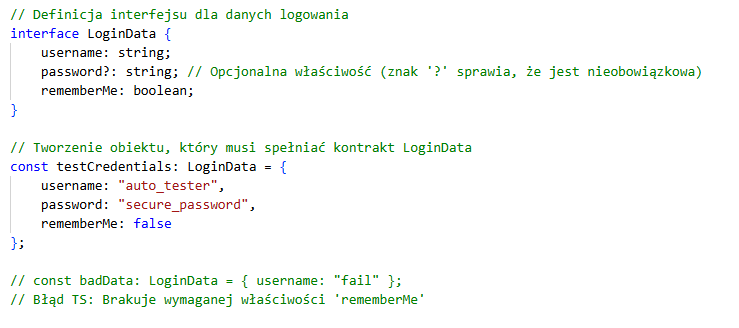 // Definicja interfejsu dla danych logowania
interface LoginData {
    username: string;
    password?: string; // Opcjonalna właściwość (znak '?' sprawia, że jest nieobowiązkowa)
    rememberMe: boolean;
}

// Tworzenie obiektu, który musi spełniać kontrakt LoginData
const testCredentials: LoginData = {
    username: "auto_tester",
    password: "secure_password",
    rememberMe: false
};

// const badData: LoginData = { username: "fail" };
// Błąd TS: Brakuje wymaganej właściwości 'rememberMe'